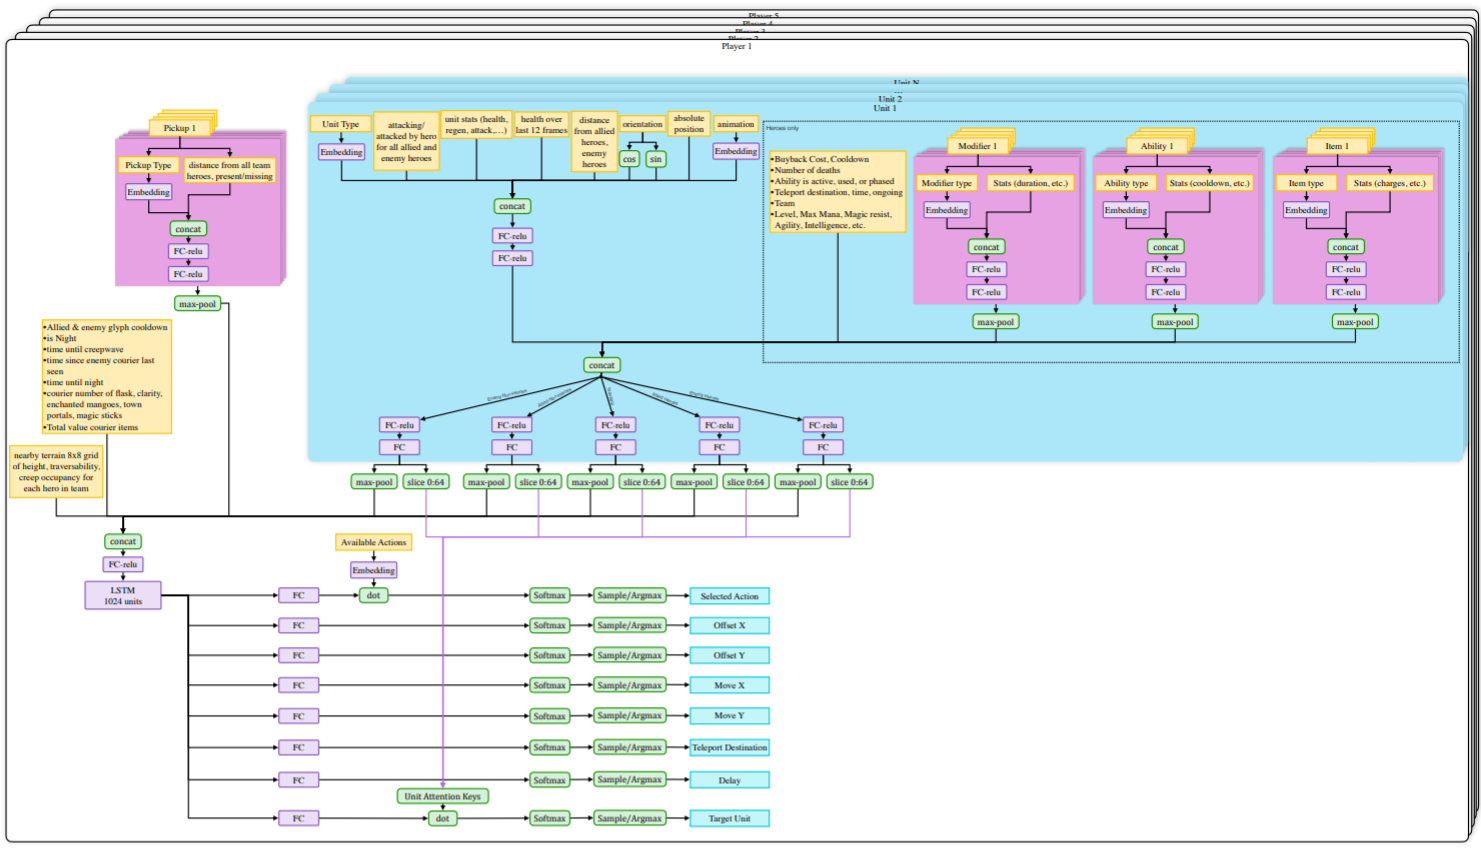 Player 5
Player 4
Player 3
Player 2
Player 1
Unit N
...
Unit 2
Unit 1
Pickup 1
Pickup Type
distance from all team
heroes, present/missing
Embedding
concat
FC-relu
FC-relu
max-pool
Unit Type
Embedding
attacking/
attacked by hero
for all allied and
enemy heroes
unit stats (health,
regen, attack,...)
health over
last 12 frames
distance
from allied
heroes,
enemy
heroes
orientation
cos
sin
absolute
position
animation
Embedding
concat
FC-relu
FC-relu
Heroes only
•Buyback Cost, Cooldown
•Number of deaths
•Ability is active, used, or phased
•Teleport destination, time, ongoing
•Team
•Level, Max Mana, Magic resist,
Agility, Intelligence, etc.
Modifier 1
Modifier type
Stats (duration, etc.)
Embedding
concat
FC-relu
FC-relu
max-pool
Ability 1
Ability type
Stats (cooldown, etc.)
Embedding
concat
FC-relu
FC-relu
max-pool
Item 1
Item type
Stats (charges, etc.)
Embedding
concat
FC-relu
FC-relu
max-pool
•Allied & enemy glyph cooldown
•is Night
•time until creepwave
•time since enemy courier last
seen
•time until night
•courier number of flask, clarity,
enchanted mangoes, town
portals, magic sticks
•Total value courier items
nearby terrain 8x8 grid
of height, traversability,
creep occupancy for
each hero in team
concat
FC-relu
FC-relu
FC-relu
FC-relu
FC-relu
FC
FC
FC
FC
FC
max-pool
slice 0:64
max-pool
slice 0:64
max-pool
slice 0:64
max-pool
slice 0:64
max-pool
slice 0:64
concat
FC-relu
LSTM
1024 units
Available Actions
Embedding
FC
dot
Softmax
Sample/Argmax
Selected Action
FC
Softmax
Sample/Argmax
Offset X
FC
Softmax
Sample/Argmax
Offset Y
FC
Softmax
Sample/Argmax
Move X
FC
Softmax
Sample/Argmax
Move Y
FC
Softmax
Sample/Argmax
Teleport Destination
FC
Softmax
Sample/Argmax
Delay
Unit Attention Keys
FC
dot
Softmax
Sample/Argmax
Target Unit